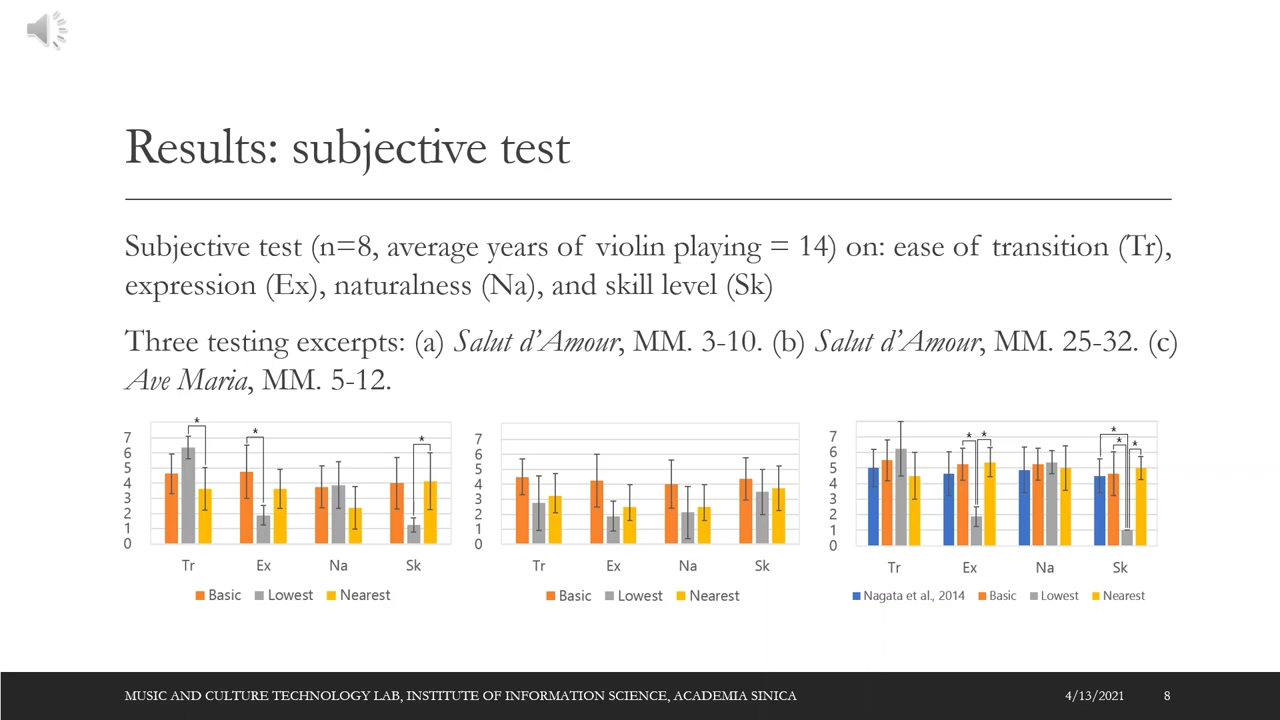 Results: subjective test
Subjective test (n=8, average years of violin playing = 14) on: ease of transition (Tr),
expression (Ex), naturalness (Na), and skill level (Sk)
Three testing excerpts: (a) Salut d’Amour, MM. 3-10. (b) Salut d’Amour, MM. 25-32. (c)
Ave Maria, MM. 5-12.
7
6
5
4
3
2
1
0
* * *
Tr Ex Na Sk
Basic Lowest Nearest
7
6
5
4
3
2
1
0
Tr Ex Na Sk
Basic Lowest Nearest
7
6
5
4
3
2
1
0
* * * * *
Tr Ex Na Sk
Nagata et al., 2014 Basic Lowest Nearest
MUSIC AND CULTURE TECHNOLOGY LAB, INSTITUTE OF INFORMATION SCIENCE, ACADEMIA SINICA 4/13/2021 8